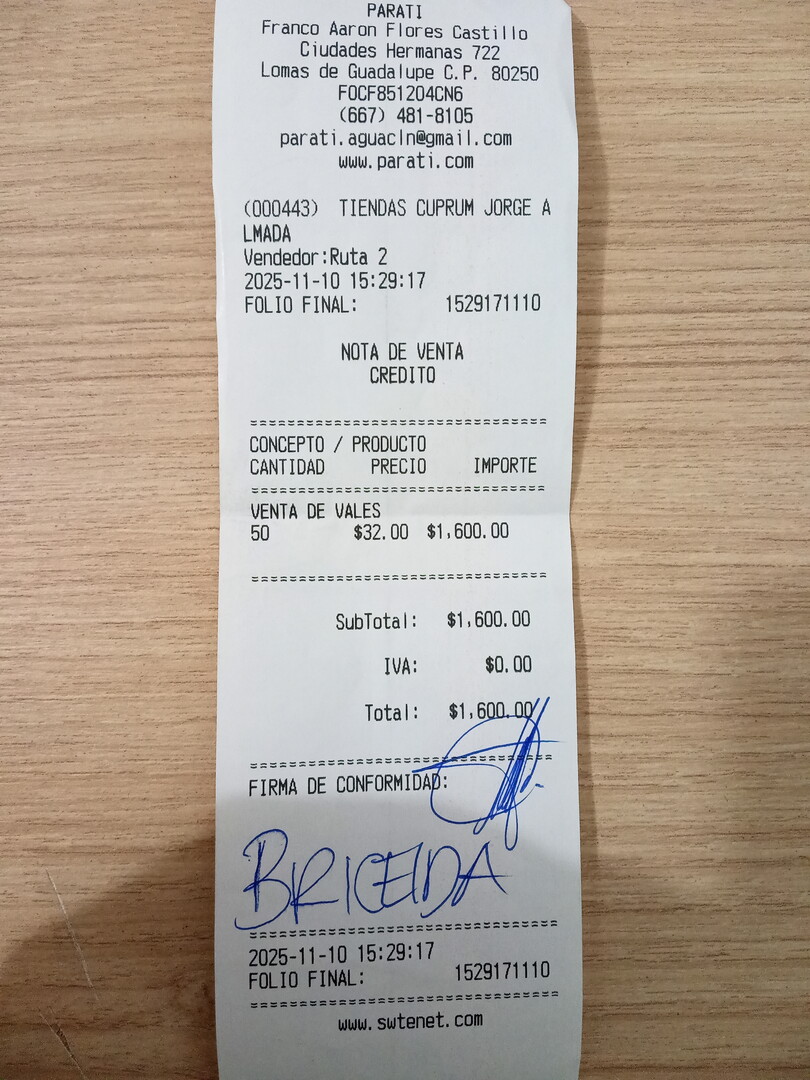 PARATI
Franco Aaron Flores Castillo
Ciudades Hermanas 722
Lomas de Guadalupe C.P. 80250
FOCF851204CN6
(667) 481-8105
parati.aguacln@gmail.com
www.parati.com
(000443) TIENDAS CUPRUM JORGE A
LMADA
Vendedor:Ruta 2
2025-11-10 15:29:17
FOLIO FINAL: 1529171110
NOTA DE VENTA
CREDITO
CONCEPTO / PRODUCTO
CANTIDAD PRECIO IMPORTE
VENTA DE VALES
50 $32.00 $1,600.00
SubTotal: $1,600.00
IVA: $0.00
Total: $1,600.00
FIRMA DE CONFORMIDAD:
BRICEIDA
2025-11-10 15:29:17
FOLIO FINAL: 1529171110
www.swtenet.com